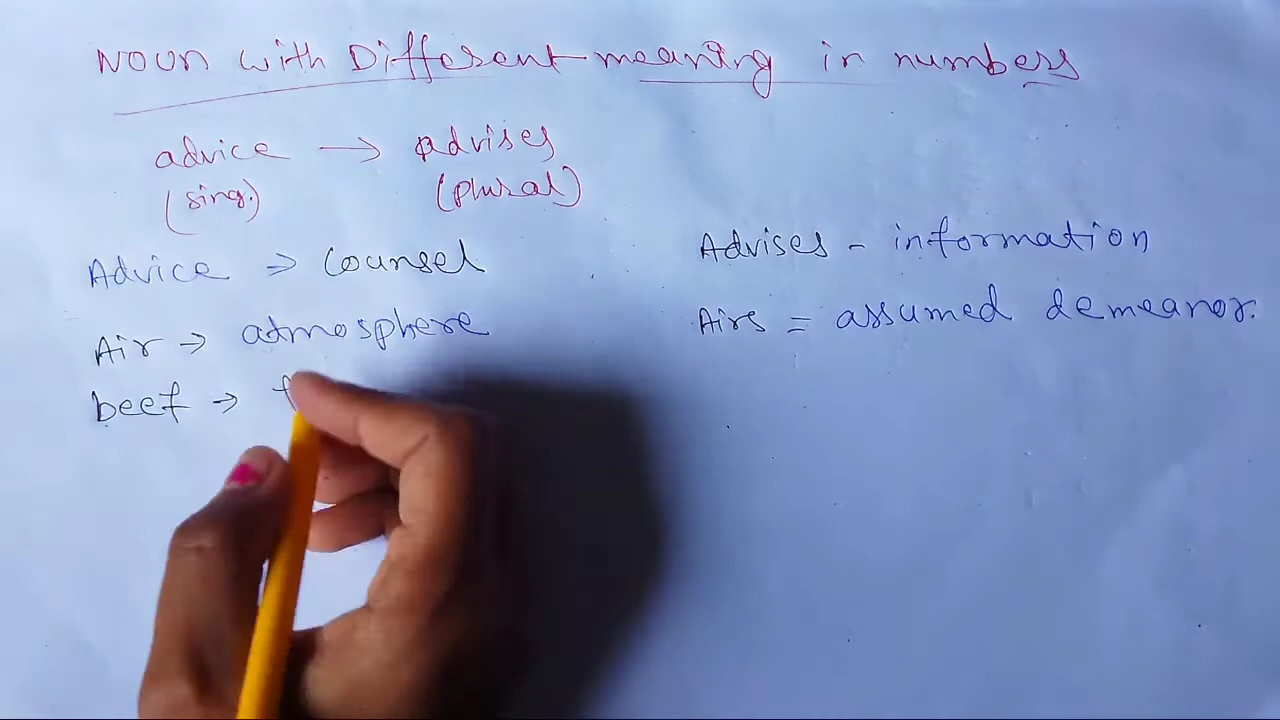 Noun with Different meaning in numbers
advice → advises
(sing.) (plural)
Advice ⇒ Counsel
Advises - information
Air → atmosphere
Airs = assumed demeanor.
beef → f